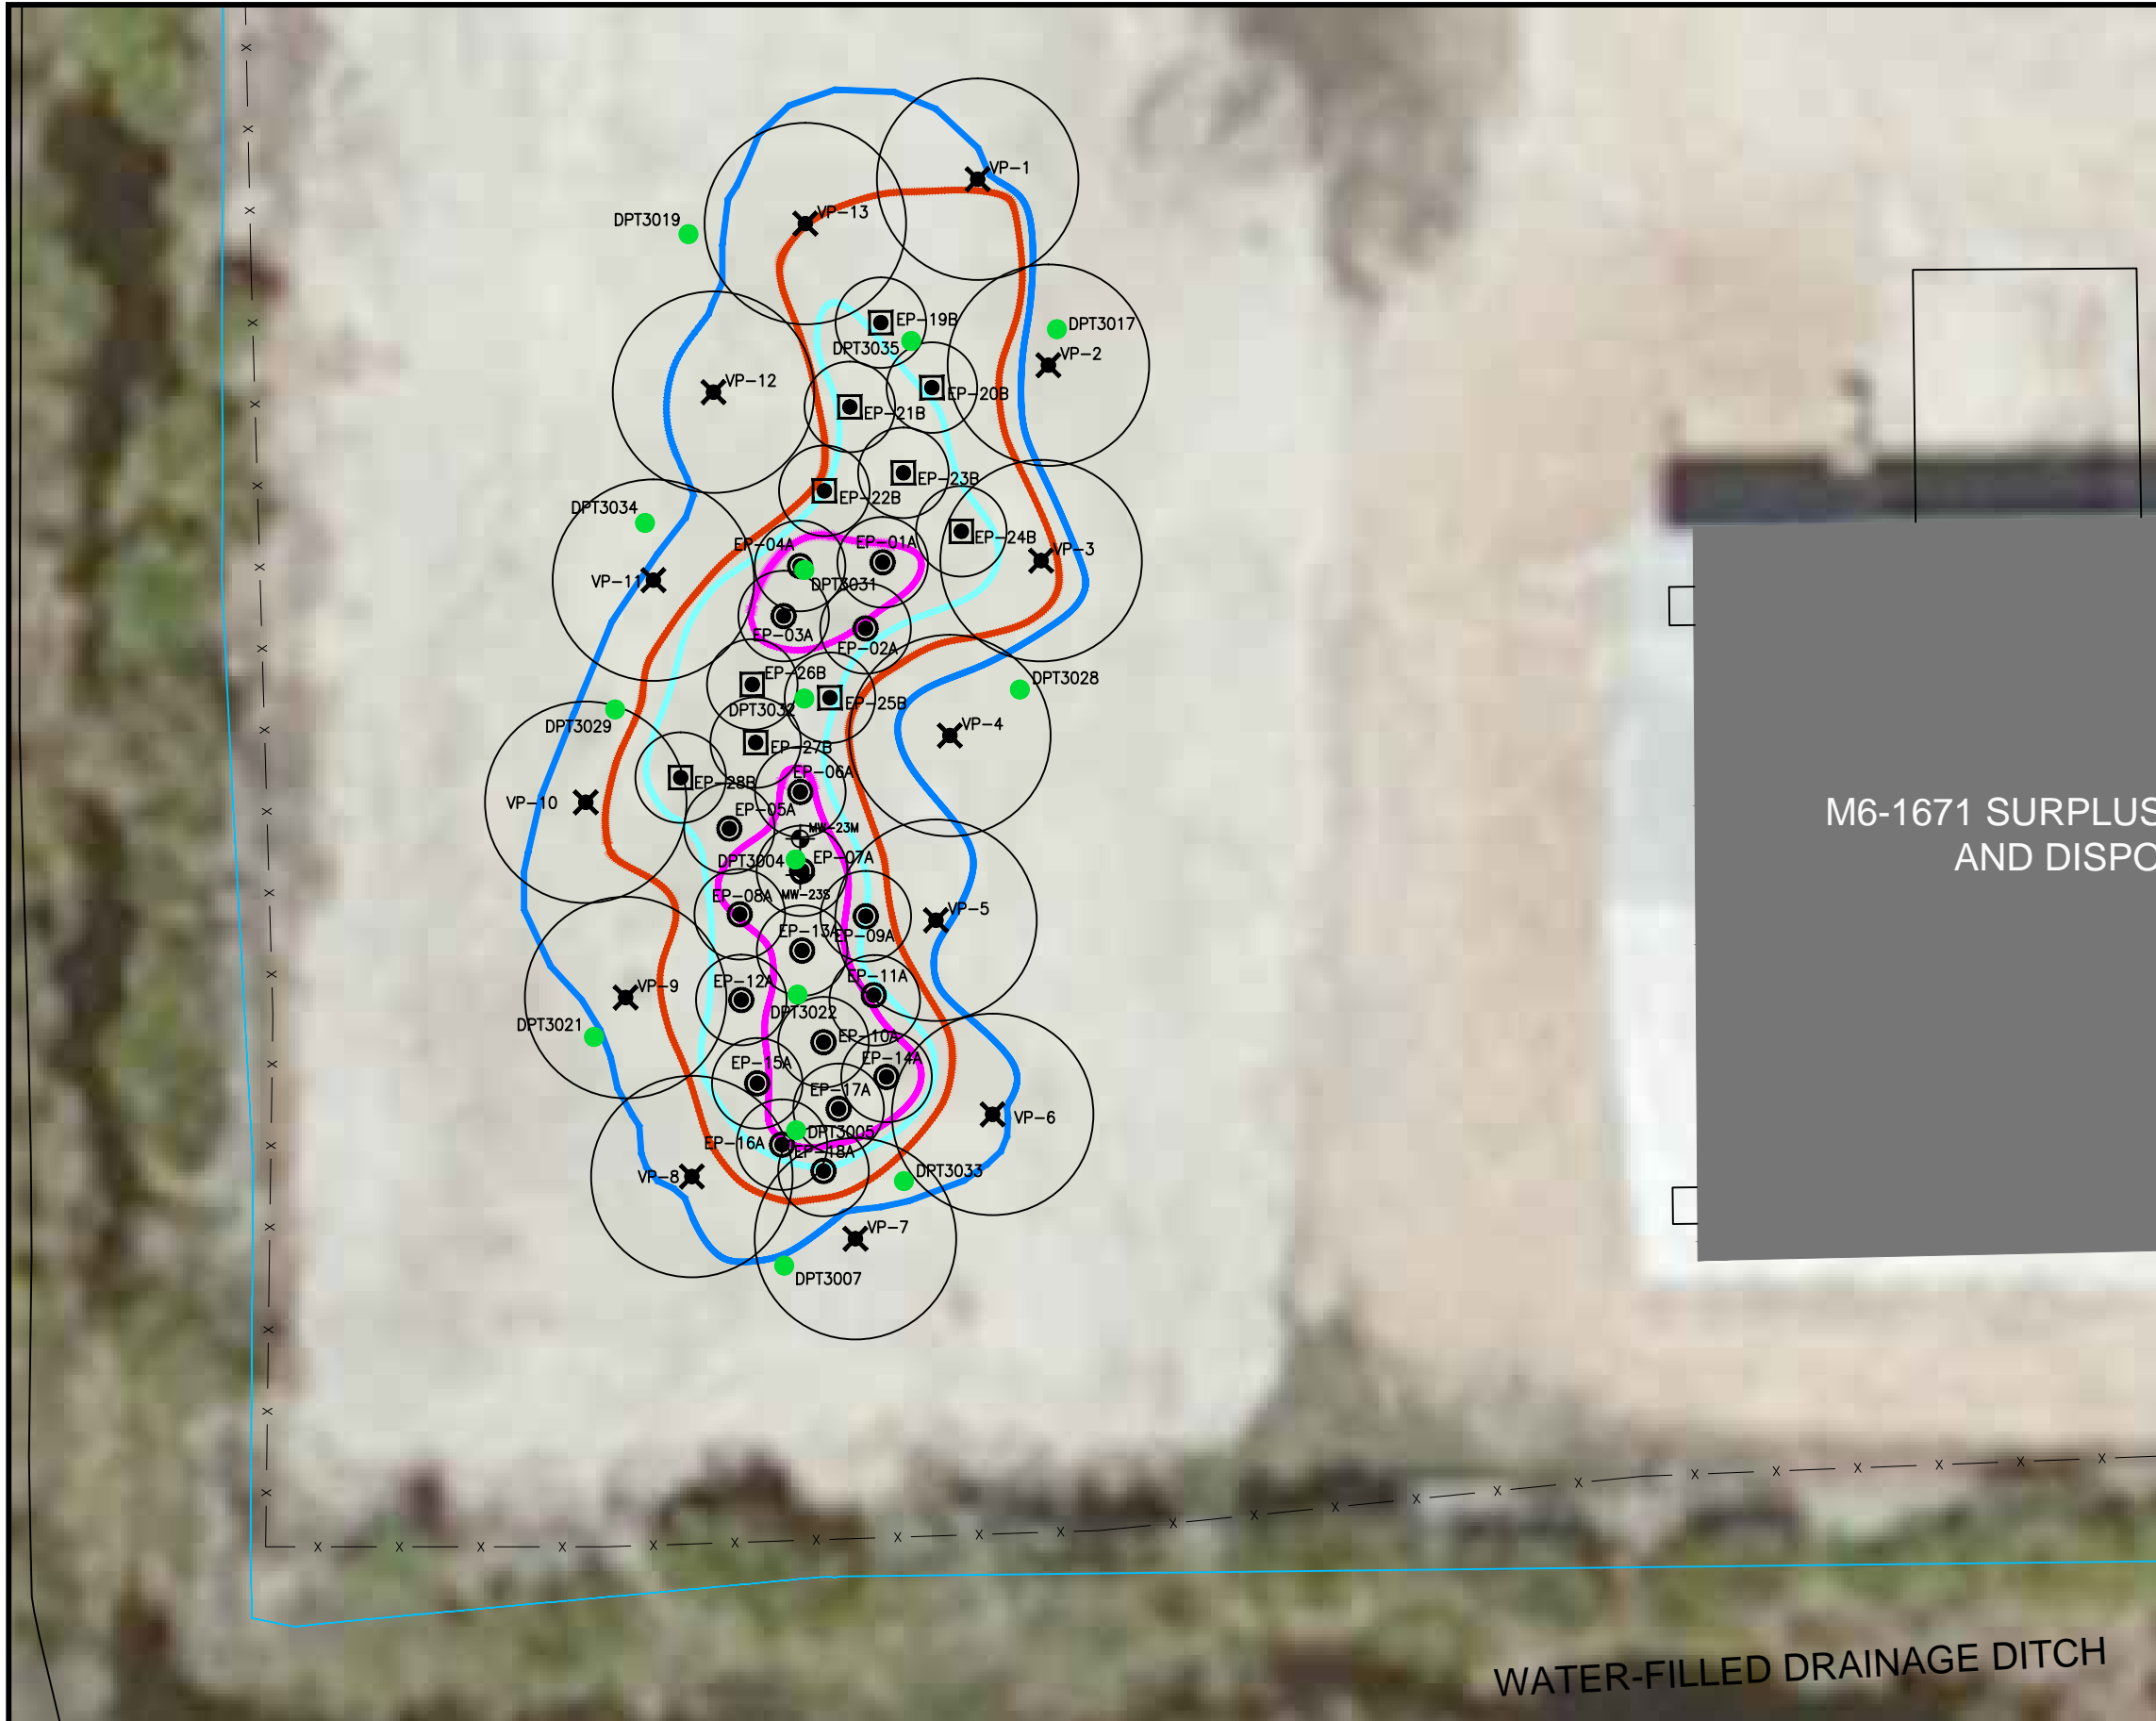 VP-1
VP-13
DPT3019
EP-19B
DPT3017
DPT3035
VP-2
VP-12
EP-20B
EP-21B
EP-23B
EP-22B
DPT3034
EP-24B
EP-04A
EP-01A
VP-3
VP-11
DPT3031
EP-03A
EP-02A
EP-26B
DPT3028
EP-25B
DPT3032
DPT3029
VP-4
EP-27B
EP-06A
EP-28B
VP-10
EP-05A
M6-1671 SURPLUS
AND DISPO
MW-23M
DPT3004
EP-07A
MW-23S
EP-08A
VP-5
EP-13A
EP-09A
EP-11A
EP-12A
VP-9
DPT3022
DPT3021
EP-10A
EP-14A
EP-15A
EP-17A
VP-6
DPT3005
EP-16A
EP-18A
DPT3033
VP-8
VP-7
DPT3007
WATER-FILLED DRAINAGE DITCH